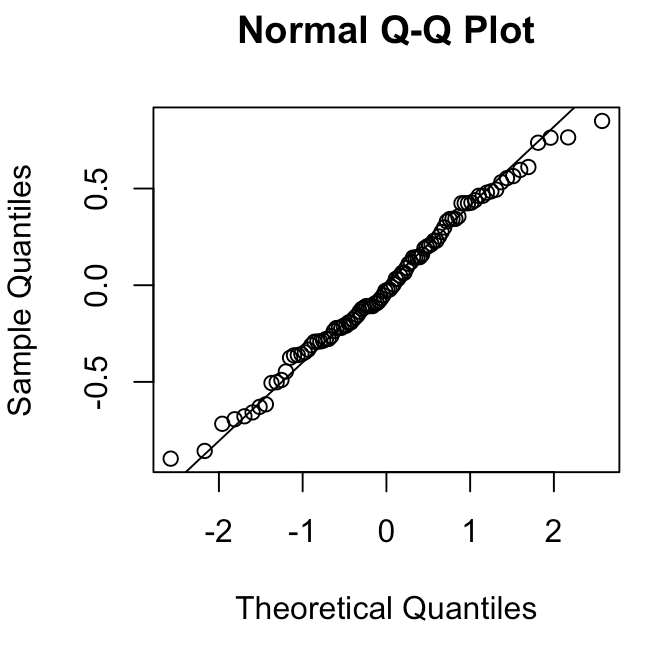 Normal Q-Q Plot
Sample Quantiles
0.5
0.0
-0.5
-2 -1 0 1 2
Theoretical Quantiles